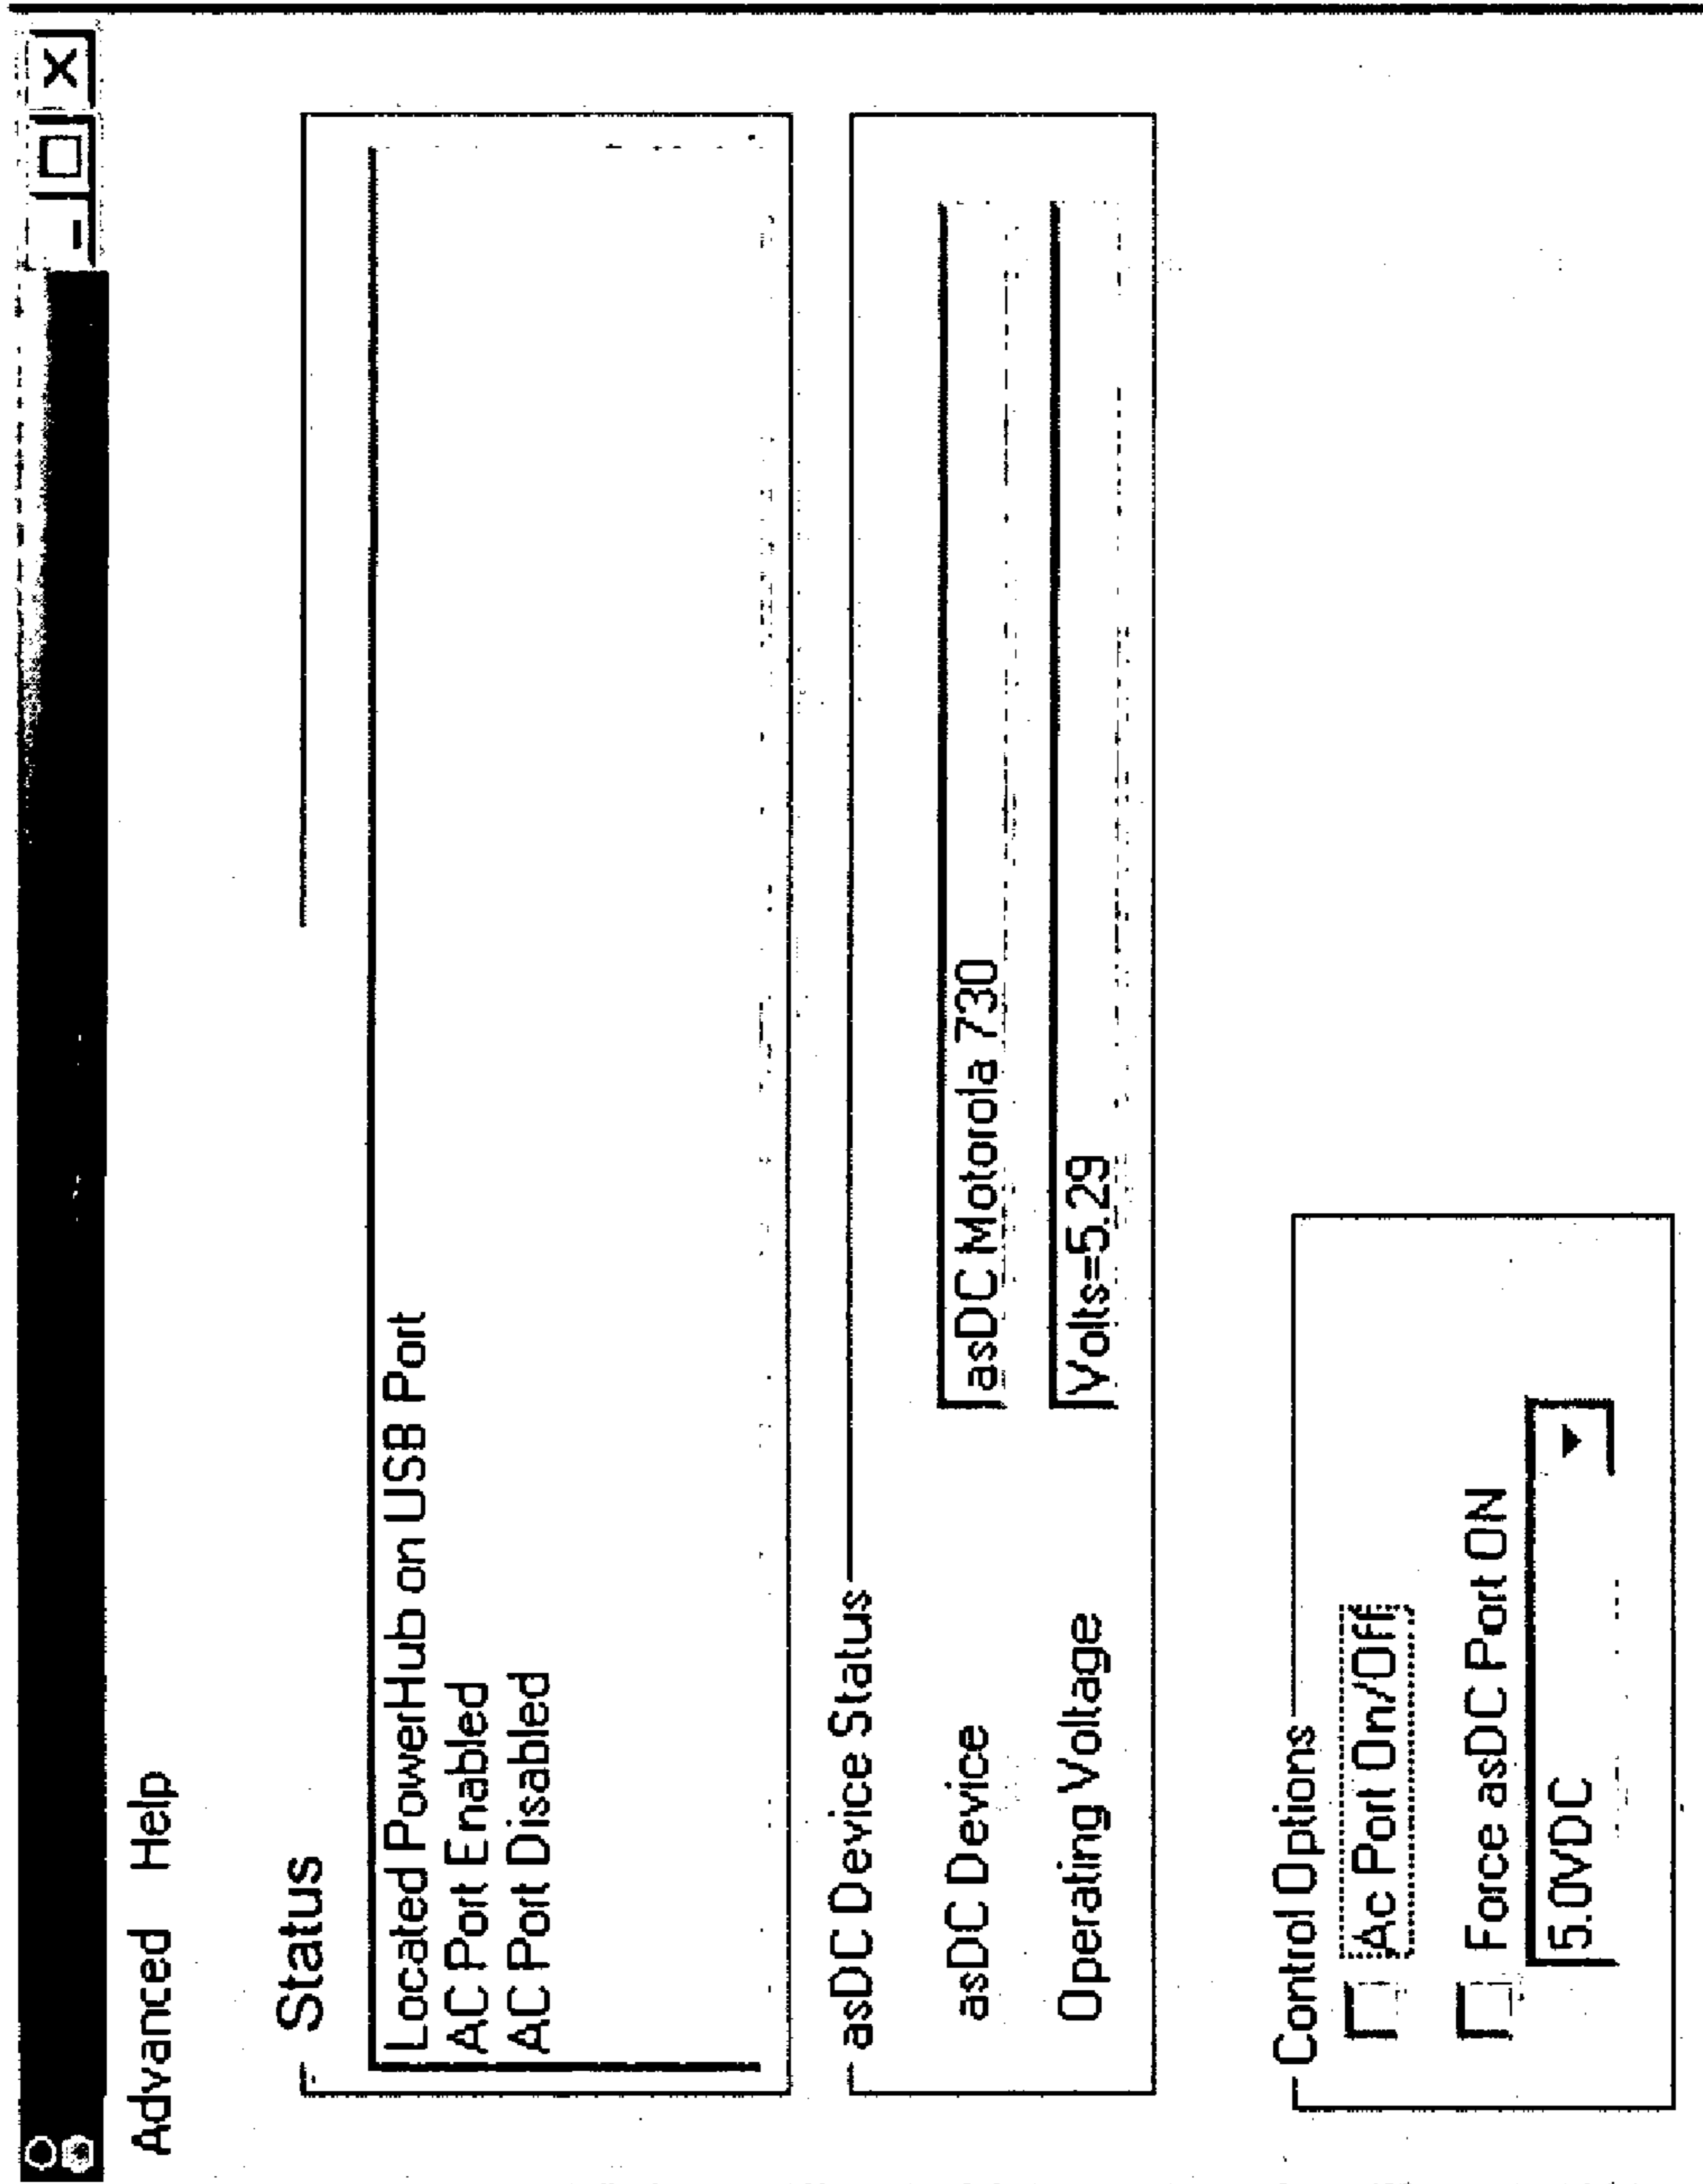 Advanced Help
Status
Located PowerHub on USB Port
AC Port Enabled
AC Port Disabled
asDC Device Status
asDC Device
asDC Motorola 730
Operating Voltage
Volts=5.29
Control Options
Ac Port On/Off
Force asDC Port ON
5.0VDC